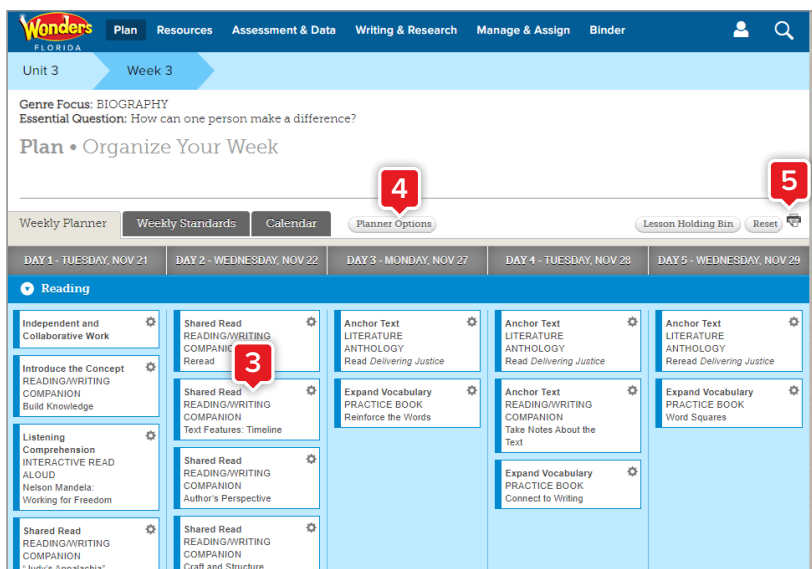 Wonders
FLORIDA
Plan Resources Assessment & Data Writing & Research Manage & Assign Binder
Unit 3 Week 3
Genre Focus: BIOGRAPHY
Essential Question: How can one person make a difference?
Plan • Organize Your Week
4
5
Weekly Planner Weekly Standards Calendar Planner Options Lesson Holding Bin Reset
DAY 1 - TUESDAY, NOV 21 DAY 2 - WEDNESDAY, NOV 22 DAY 3 - MONDAY, NOV 27 DAY 4 - TUESDAY, NOV 28 DAY 5 - WEDNESDAY, NOV 29
Reading
Independent and
Collaborative Work
Introduce the Concept
READING/WRITING
COMPANION
Build Knowledge
Listening
Comprehension
INTERACTIVE READ
ALOUD
Nelson Mandela:
Working for Freedom
Shared Read
READING/WRITING
COMPANION
"Judy's Appalachia"
Shared Read
READING/WRITING
COMPANION
Reread
3
Shared Read
READING/WRITING
COMPANION
Text Features: Timeline
Shared Read
READING/WRITING
COMPANION
Author's Perspective
Shared Read
READING/WRITING
COMPANION
Craft and Structure
Anchor Text
LITERATURE
ANTHOLOGY
Read Delivering Justice
Expand Vocabulary
PRACTICE BOOK
Reinforce the Words
Anchor Text
LITERATURE
ANTHOLOGY
Read Delivering Justice
Anchor Text
READING/WRITING
COMPANION
Take Notes About the
Text
Expand Vocabulary
PRACTICE BOOK
Connect to Writing
Anchor Text
LITERATURE
ANTHOLOGY
Reread Delivering Justice
Expand Vocabulary
PRACTICE BOOK
Word Squares